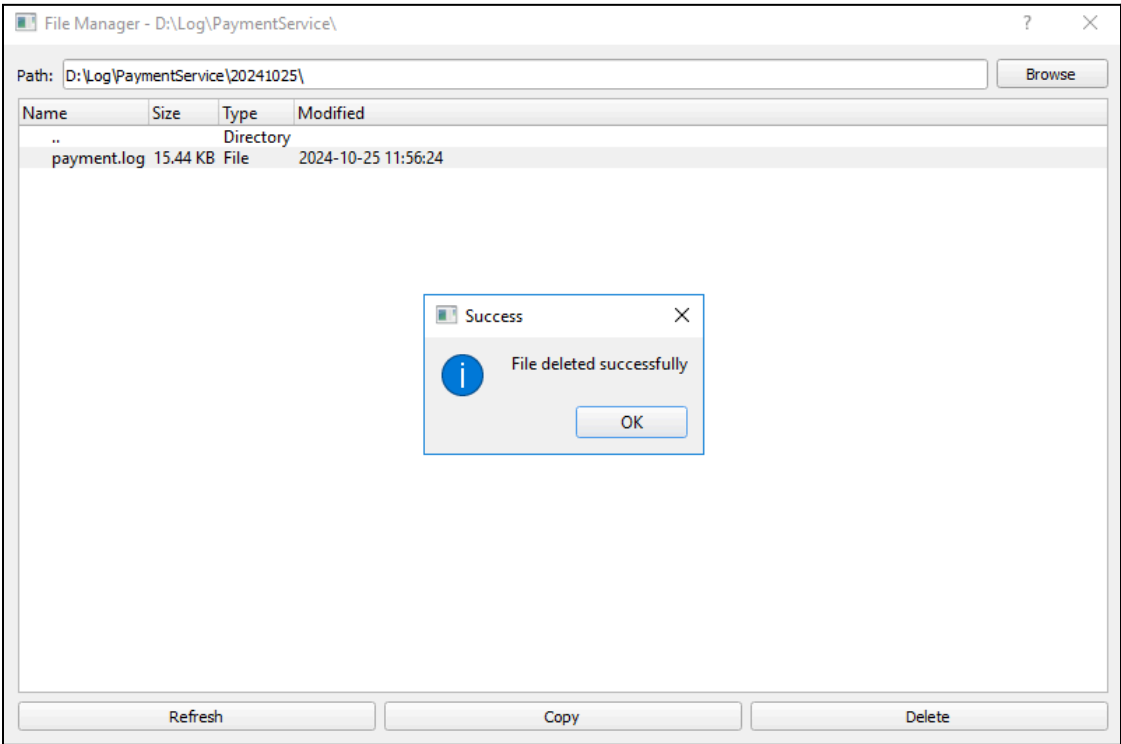 File Manager - D:\Log\PaymentService\ ?
Path: D:\Log\PaymentService\20241025\ Browse
Name Size Type Modified
.. Directory
payment.log 15.44 KB File 2024-10-25 11:56:24
Success
File deleted successfully
OK
Refresh Copy Delete